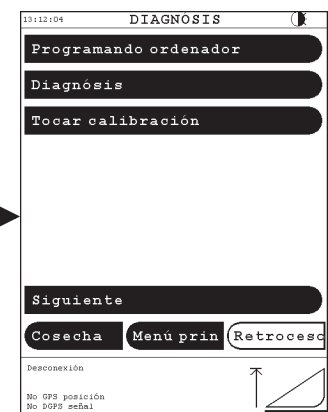 13:12:04 DIAGNÓSIS
Programando ordenador
Diagnósis
Tocar calibración
Siguiente
Cosecha Menú prin Retroceso
Desconexión
No GPS posición
No DGPS señal